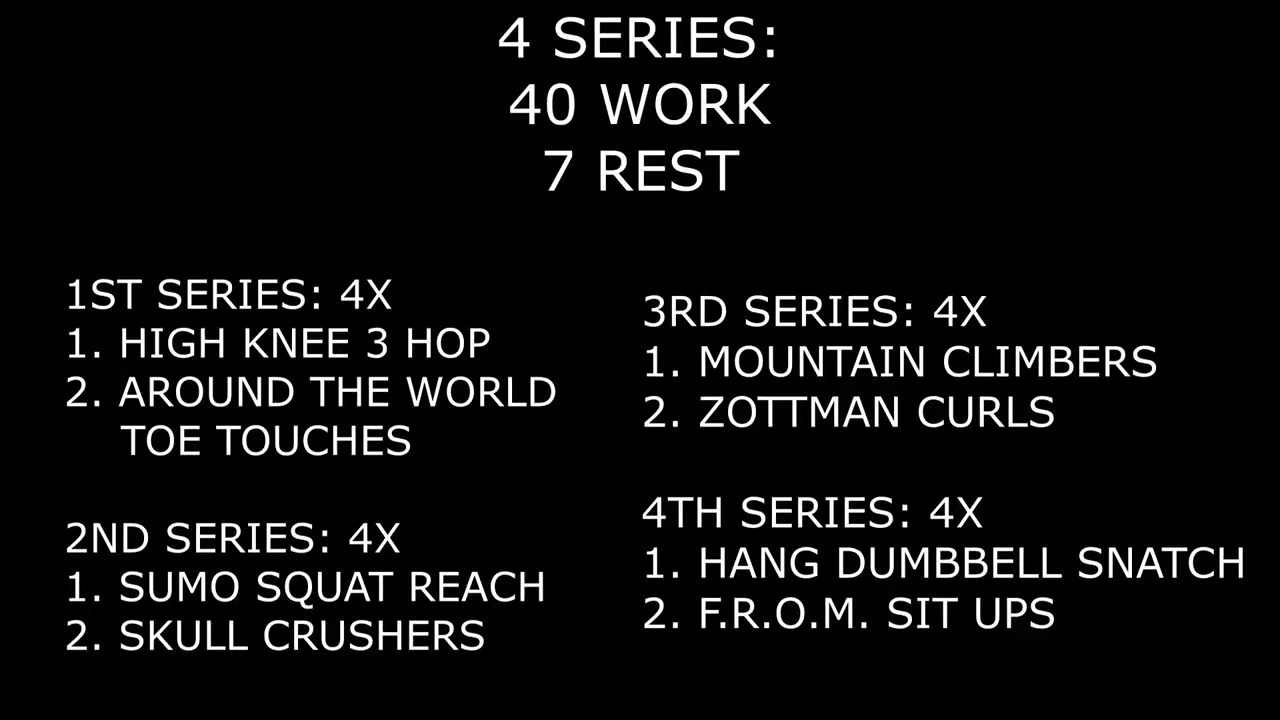 4 SERIES:
40 WORK
7 REST
1ST SERIES: 4X
1. HIGH KNEE 3 HOP
2. AROUND THE WORLD
TOE TOUCHES
2ND SERIES: 4X
1. SUMO SQUAT REACH
2. SKULL CRUSHERS
3RD SERIES: 4X
1. MOUNTAIN CLIMBERS
2. ZOTTMAN CURLS
4TH SERIES: 4X
1. HANG DUMBBELL SNATCH
2. F.R.O.M. SIT UPS